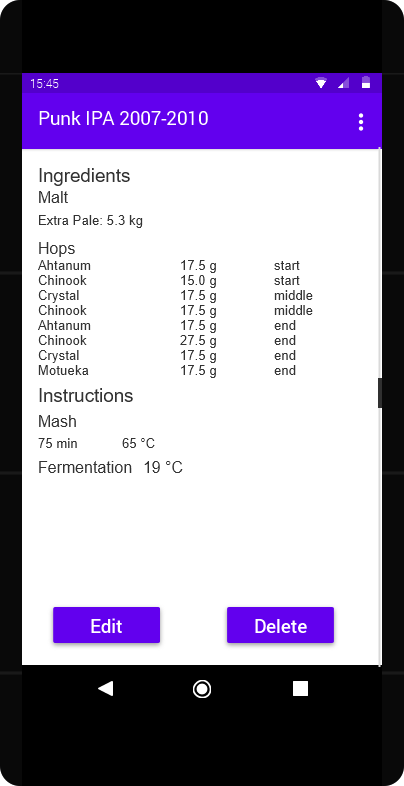 15:45
Punk IPA 2007-2010
Ingredients
Malt
Extra Pale: 5.3 kg
Hops
Ahtanum 17.5 g start
Chinook 15.0 g start
Crystal 17.5 g middle
Chinook 17.5 g middle
Ahtanum 17.5 g end
Chinook 27.5 g end
Crystal 17.5 g end
Motueka 17.5 g end
Instructions
Mash
75 min 65 °C
Fermentation 19 °C
Edit Delete